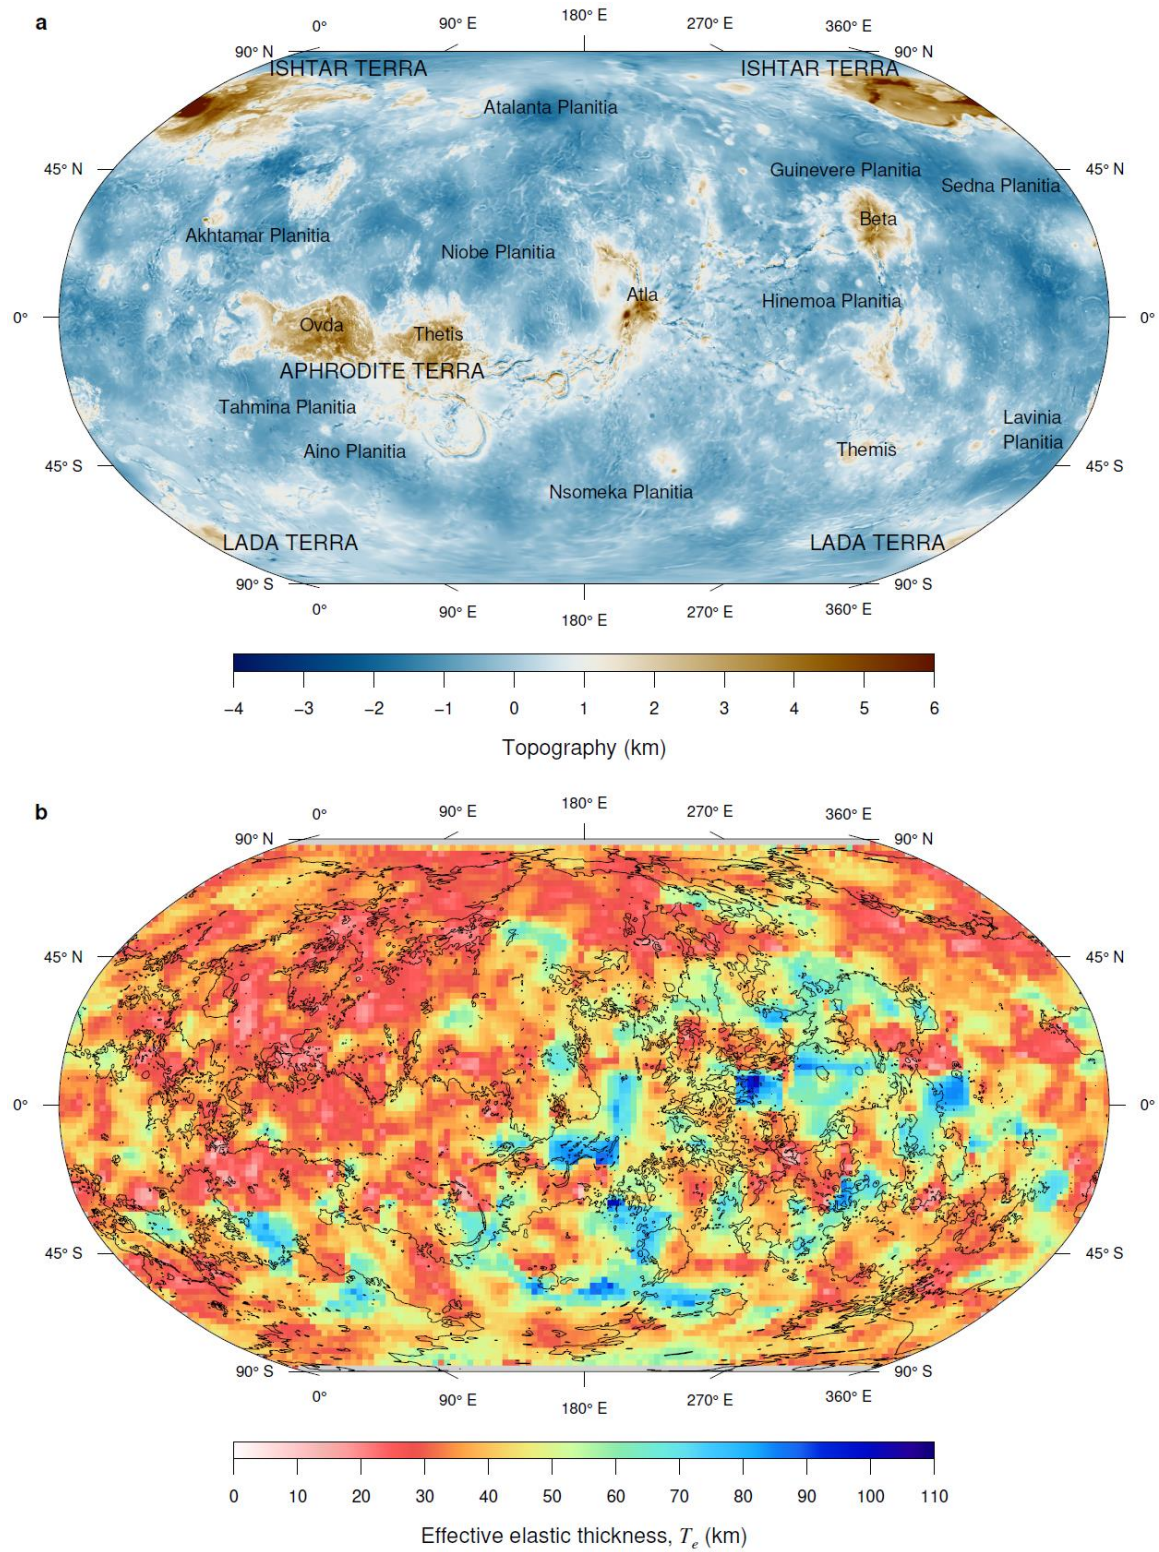 a
0° 90° E 180° E 270° E 360° E
90° N 90° N
ISHTAR TERRA ISHTAR TERRA
Atalanta Planitia
45° N Guinevere Planitia 45° N
Sedna Planitia
Beta
Akhtamar Planitia
Niobe Planitia
Atla Hinemoa Planitia
0° Ovda 0°
Thetis
APHRODITE TERRA
Tahmina Planitia Lavinia
Planitia
Aino Planitia Themis
45° S 45° S
Nsomeka Planitia
LADA TERRA LADA TERRA
90° S 90° S
0° 90° E 180° E 270° E 360° E
−4 −3 −2 −1 0 1 2 3 4 5 6
Topography (km)
b
0° 90° E 180° E 270° E 360° E
90° N 90° N
45° N 45° N
0° 0°
45° S 45° S
90° S 90° S
0° 90° E 180° E 270° E 360° E
0 10 20 30 40 50 60 70 80 90 100 110
Effective elastic thickness, Te (km)